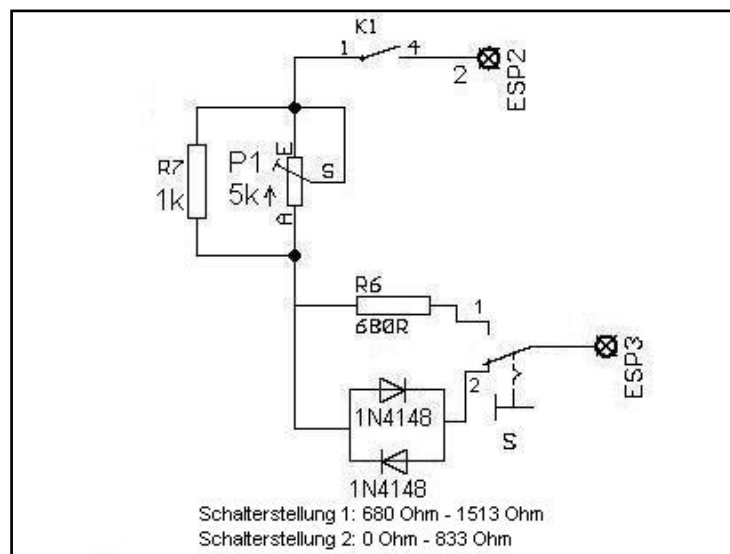 K1
1
4
2
ESP2
R7
1k
P1
5k
E
S
A
R6
680R
1
2
ESP3
1N4148
S
1N4148
Schalterstellung 1: 680 Ohm - 1513 Ohm
Schalterstellung 2: 0 Ohm - 833 Ohm